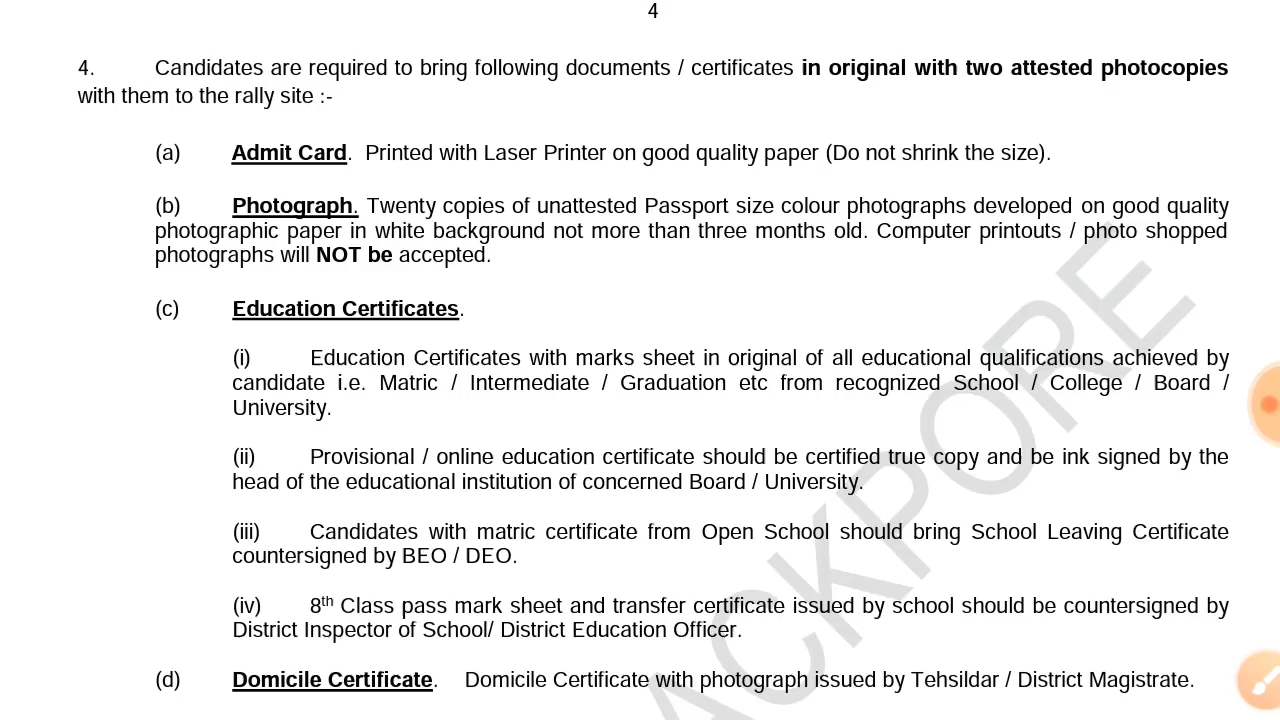 4
4. Candidates are required to bring following documents / certificates in original with two attested photocopies
with them to the rally site :-
(a) Admit Card. Printed with Laser Printer on good quality paper (Do not shrink the size).
(b) Photograph. Twenty copies of unattested Passport size colour photographs developed on good quality
photographic paper in white background not more than three months old. Computer printouts / photo shopped
photographs will NOT be accepted.
(c) Education Certificates.
(i) Education Certificates with marks sheet in original of all educational qualifications achieved by
candidate i.e. Matric / Intermediate / Graduation etc from recognized School / College / Board /
University.
(ii) Provisional / online education certificate should be certified true copy and be ink signed by the
head of the educational institution of concerned Board / University.
(iii) Candidates with matric certificate from Open School should bring School Leaving Certificate
countersigned by BEO / DEO.
(iv) 8th Class pass mark sheet and transfer certificate issued by school should be countersigned by
District Inspector of School/ District Education Officer.
(d) Domicile Certificate. Domicile Certificate with photograph issued by Tehsildar / District Magistrate.
ACKPORE